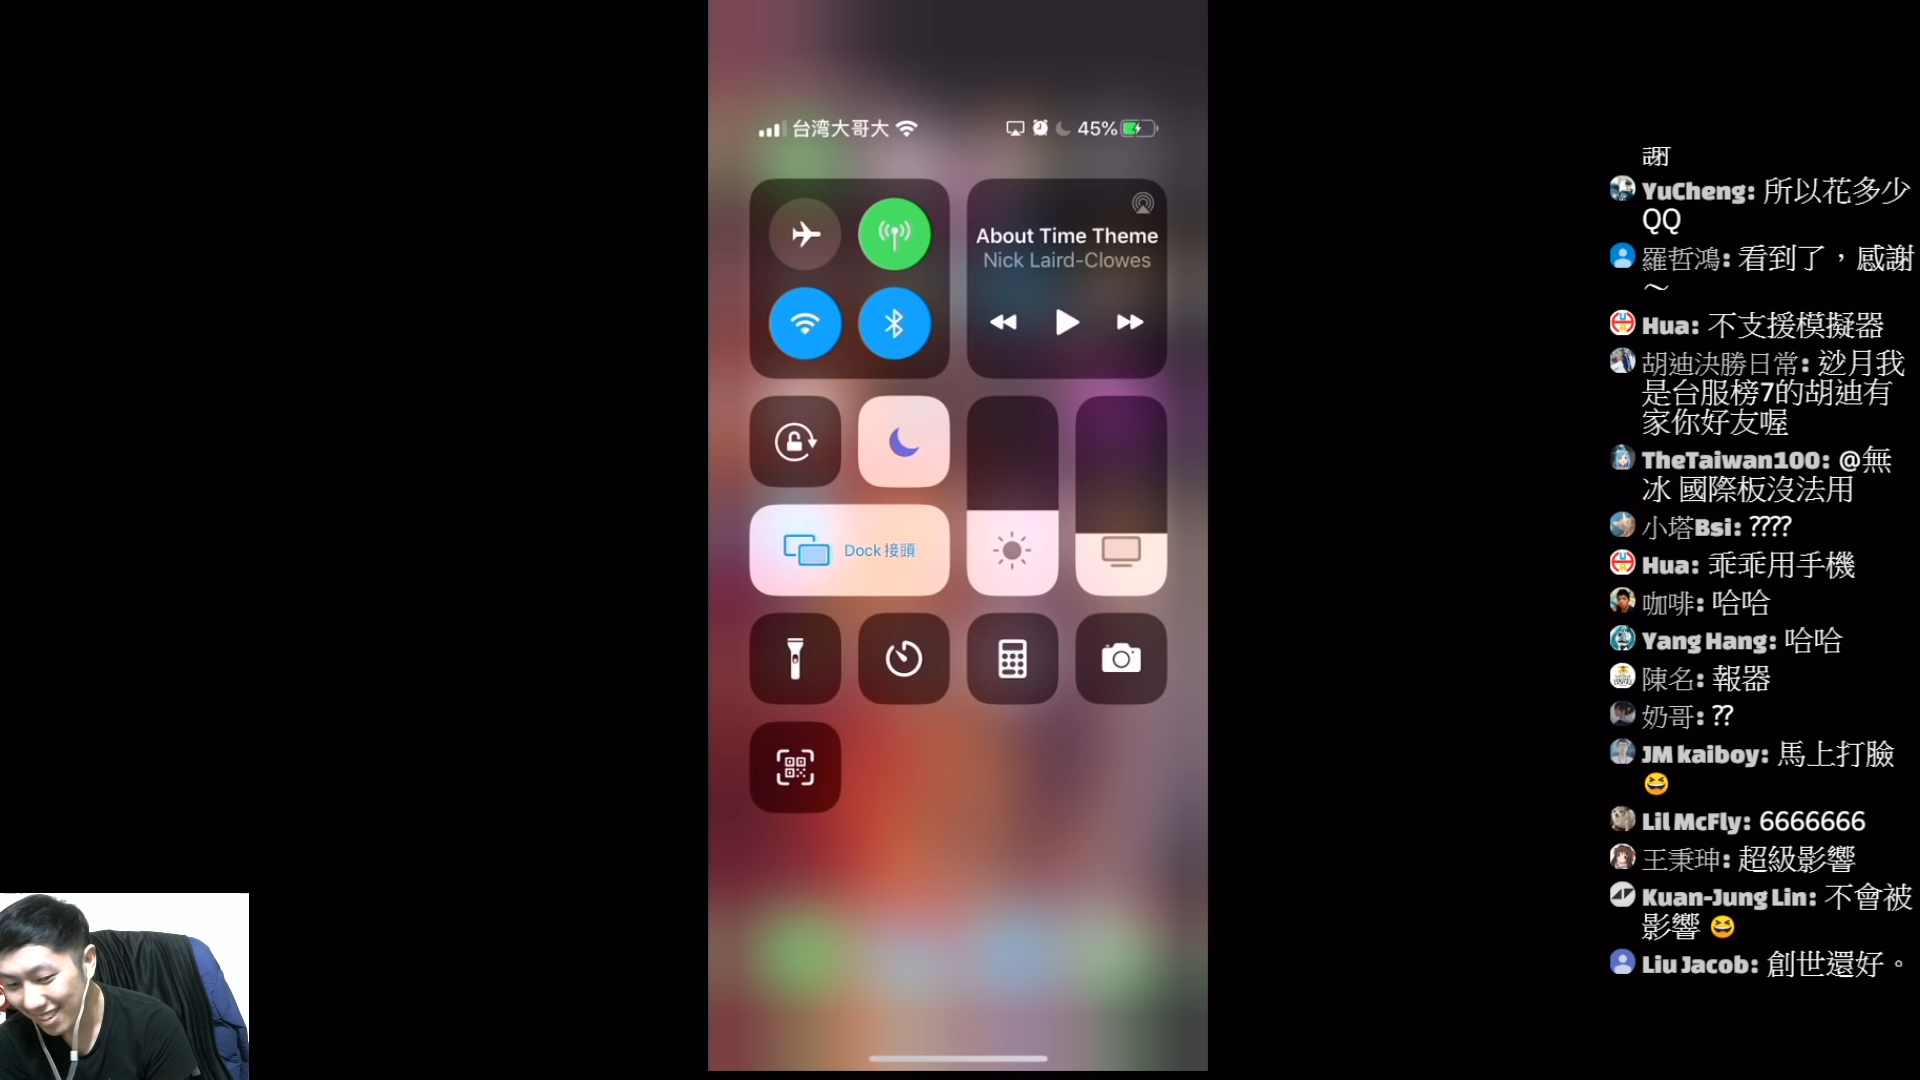 台湾大哥大
45%
About Time Theme
Nick Laird-Clowes
Dock接頭
謝
YuCheng: 所以花多少
QQ
羅哲鴻: 看到了，感謝
～
Hua: 不支援模擬器
胡迪決勝日常: 逤月我
是台服榜7的胡迪有
家你好友喔
TheTaiwan100: @無
冰 國際板沒法用
小塔Bsi: ????
Hua: 乖乖用手機
咖啡: 哈哈
Yang Hang: 哈哈
陳名: 報器
奶哥: ??
JM kaiboy: 馬上打臉
😆
Lil McFly: 6666666
王秉珅: 超級影響
Kuan-Jung Lin: 不會被
影響 😆
Liu Jacob: 創世還好。